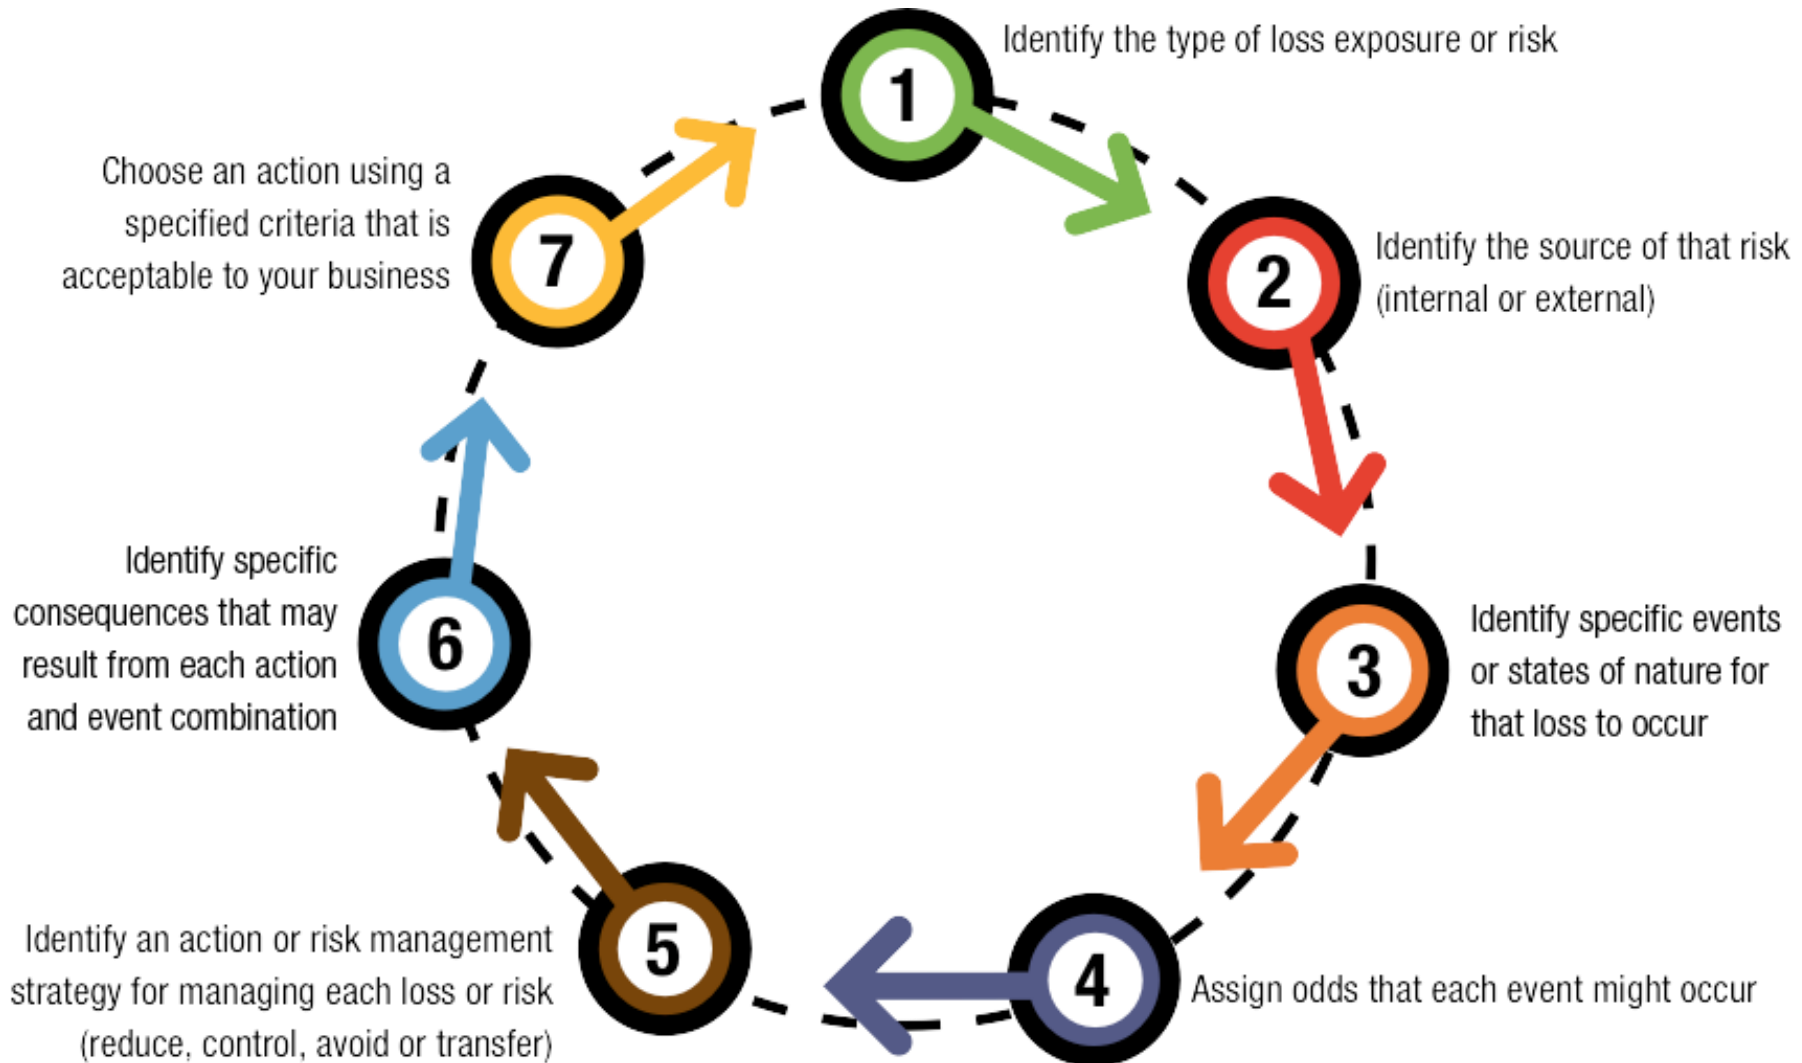 1
Identify the type of loss exposure or risk
2
Identify the source of that risk
(internal or external)
3
Identify specific events
or states of nature for
that loss to occur
4
Assign odds that each event might occur
5
Identify an action or risk management
strategy for managing each loss or risk
(reduce, control, avoid or transfer)
6
Identify specific
consequences that may
result from each action
and event combination
7
Choose an action using a
specified criteria that is
acceptable to your business